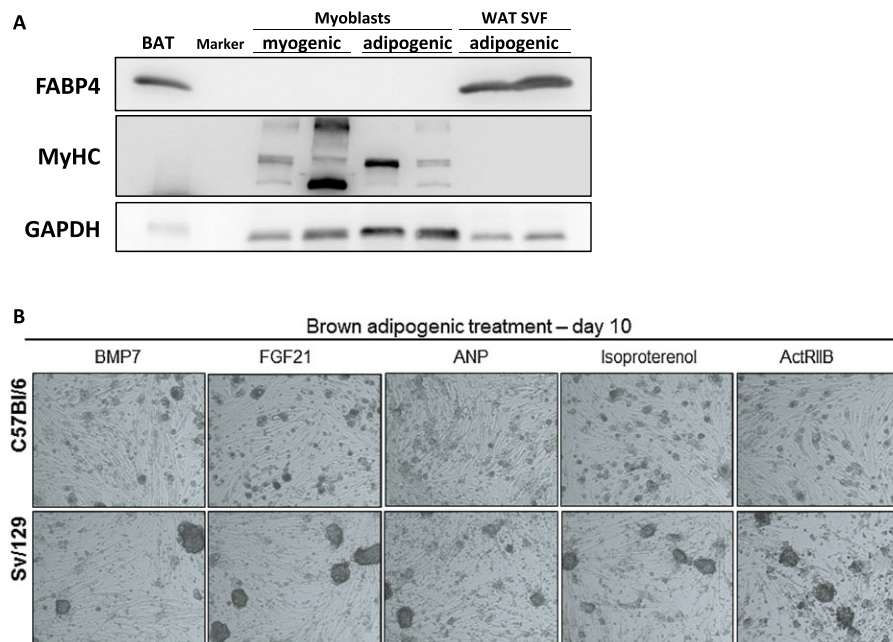 A
Myoblasts WAT SVF
BAT Marker myogenic adipogenic adipogenic
FABP4
MyHC
GAPDH
B
Brown adipogenic treatment – day 10
BMP7 FGF21 ANP Isoproterenol ActRIIB
C57Bl/6
Sv/129